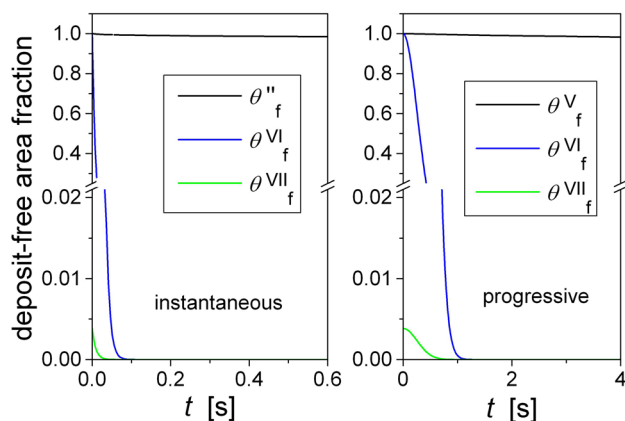 deposit-free area fraction
1.0
0.8
0.6
0.4
0.02
0.01
0.00
θ''f
θVIf
θVIIf
instantaneous
0.0 0.2 0.4 0.6
t [s]
1.0
0.8
0.6
0.4
0.02
0.01
0.00
θVf
θVIf
θVIIf
progressive
0 2 4
t [s]